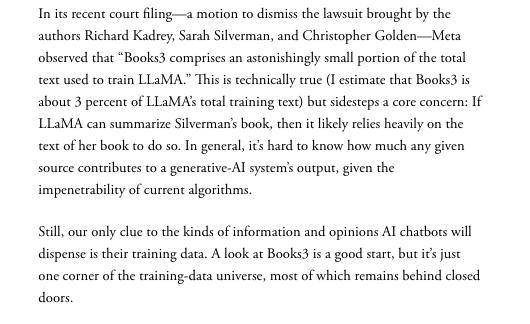 In its recent court filing—a motion to dismiss the lawsuit brought by the
authors Richard Kadrey, Sarah Silverman, and Christopher Golden—Meta
observed that “Books3 comprises an astonishingly small portion of the total
text used to train LLaMA.” This is technically true (I estimate that Books3 is
about 3 percent of LLaMA’s total training text) but sidesteps a core concern: If
LLaMA can summarize Silverman’s book, then it likely relies heavily on the
text of her book to do so. In general, it’s hard to know how much any given
source contributes to a generative-AI system’s output, given the
impenetrability of current algorithms.
Still, our only clue to the kinds of information and opinions AI chatbots will
dispense is their training data. A look at Books3 is a good start, but it’s just
one corner of the training-data universe, most of which remains behind closed
doors.